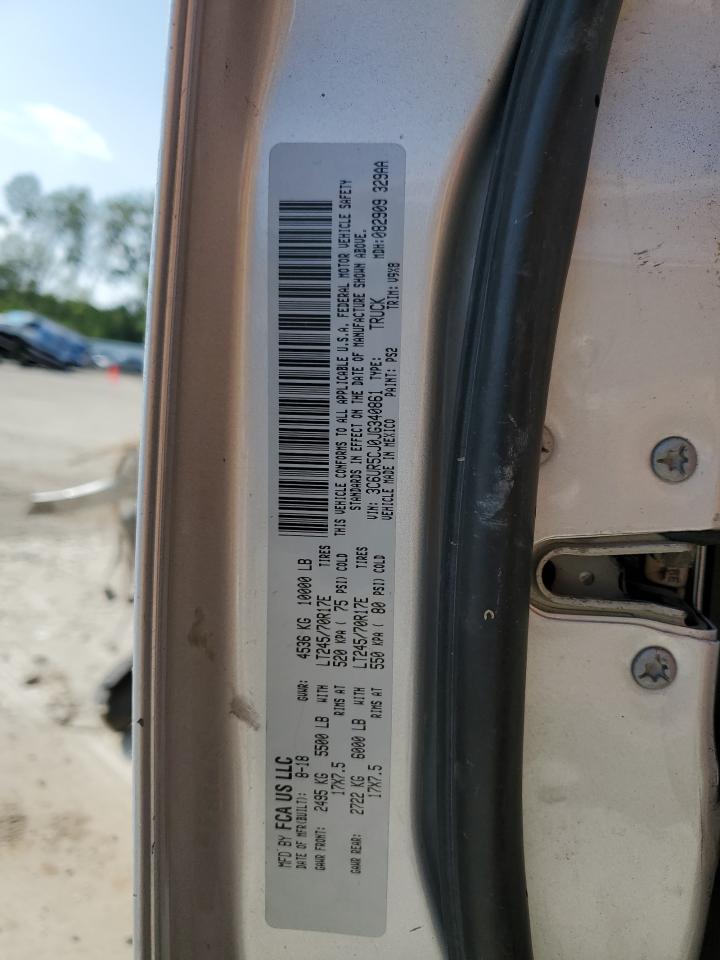 MFD BY FCA US LLC
DATE OF MFR(BUILT): 8-18 GVWR: 4536 KG 10000 LB
GAWR FRONT: 2495 KG 5500 LB WITH LT245/70R17E TIRES
17X7.5 RIMS AT 520 KPA ( 75 PSI) COLD
GAWR REAR: 2722 KG 6000 LB WITH LT245/70R17E TIRES
17X7.5 RIMS AT 550 KPA ( 80 PSI) COLD
THIS VEHICLE CONFORMS TO ALL APPLICABLE U.S.A. FEDERAL MOTOR VEHICLE SAFETY
STANDARDS IN EFFECT ON THE DATE OF MANUFACTURE SHOWN ABOVE.
VIN: 3C6UR5CJ0JG340861 TYPE: TRUCK MDH:082909 329AA
VEHICLE MADE IN MEXICO PAINT: PS2 TRIM: V9X8